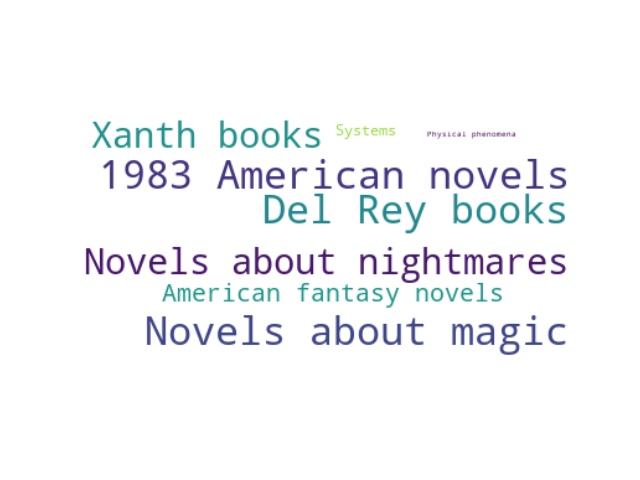 Xanth books Systems Physical phenomena
1983 American novels
Del Rey books
Novels about nightmares
American fantasy novels
Novels about magic